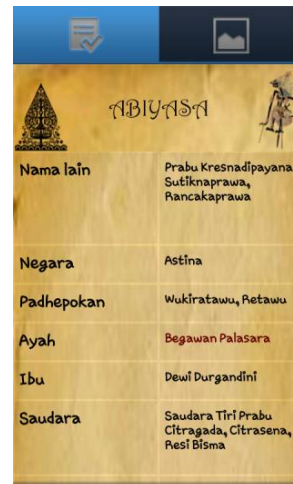 ABIYASA
Nama lain
Prabu Kresnadipayana
Sutiknaprawa,
Rancakaprawa
Negara
Astina
Padhepokan
Wukiratawu, Retawu
Ayah
Begawan Palasara
Ibu
Dewi Durgandini
Saudara
Saudara Tiri Prabu
Citragada, Citrasena,
Resi Bisma